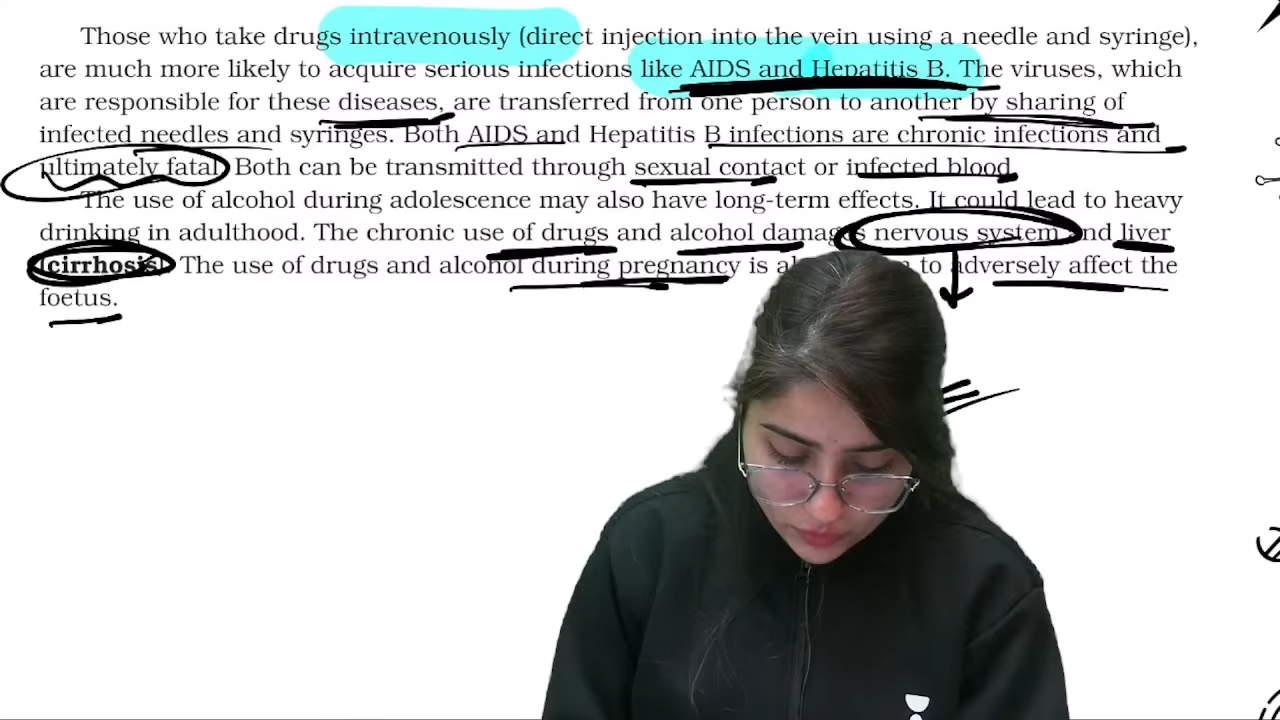 Those who take drugs intravenously (direct injection into the vein using a needle and syringe),
are much more likely to acquire serious infections like AIDS and Hepatitis B. The viruses, which
are responsible for these diseases, are transferred from one person to another by sharing of
infected needles and syringes. Both AIDS and Hepatitis B infections are chronic infections and
ultimately fatal. Both can be transmitted through sexual contact or infected blood.
The use of alcohol during adolescence may also have long-term effects. It could lead to heavy
drinking in adulthood. The chronic use of drugs and alcohol damages nervous system and liver
(cirrhosis). The use of drugs and alcohol during pregnancy is to adversely affect the
foetus.